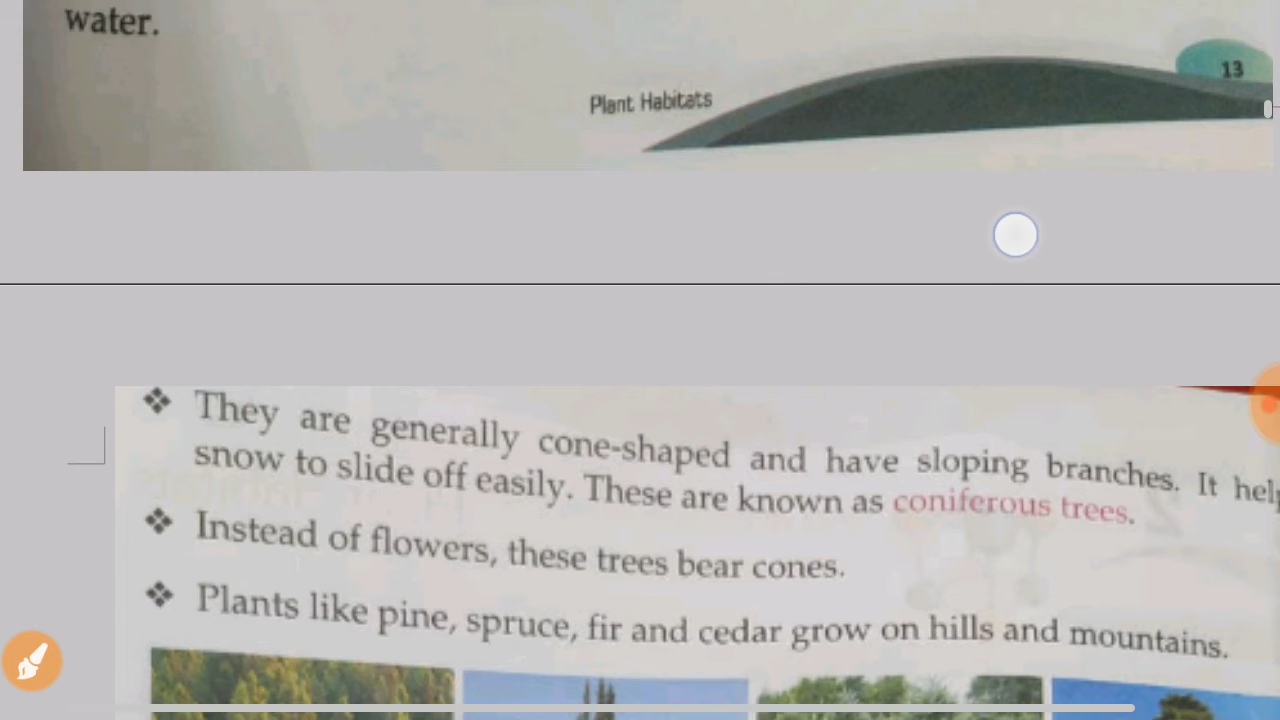 water.
Plant Habitats
13
❖ They are generally cone-shaped and have sloping branches. It
snow to slide off easily. These are known as coniferous trees.
❖ Instead of flowers, these trees bear cones.
❖ Plants like pine, spruce, fir and cedar grow on hills and mountains.